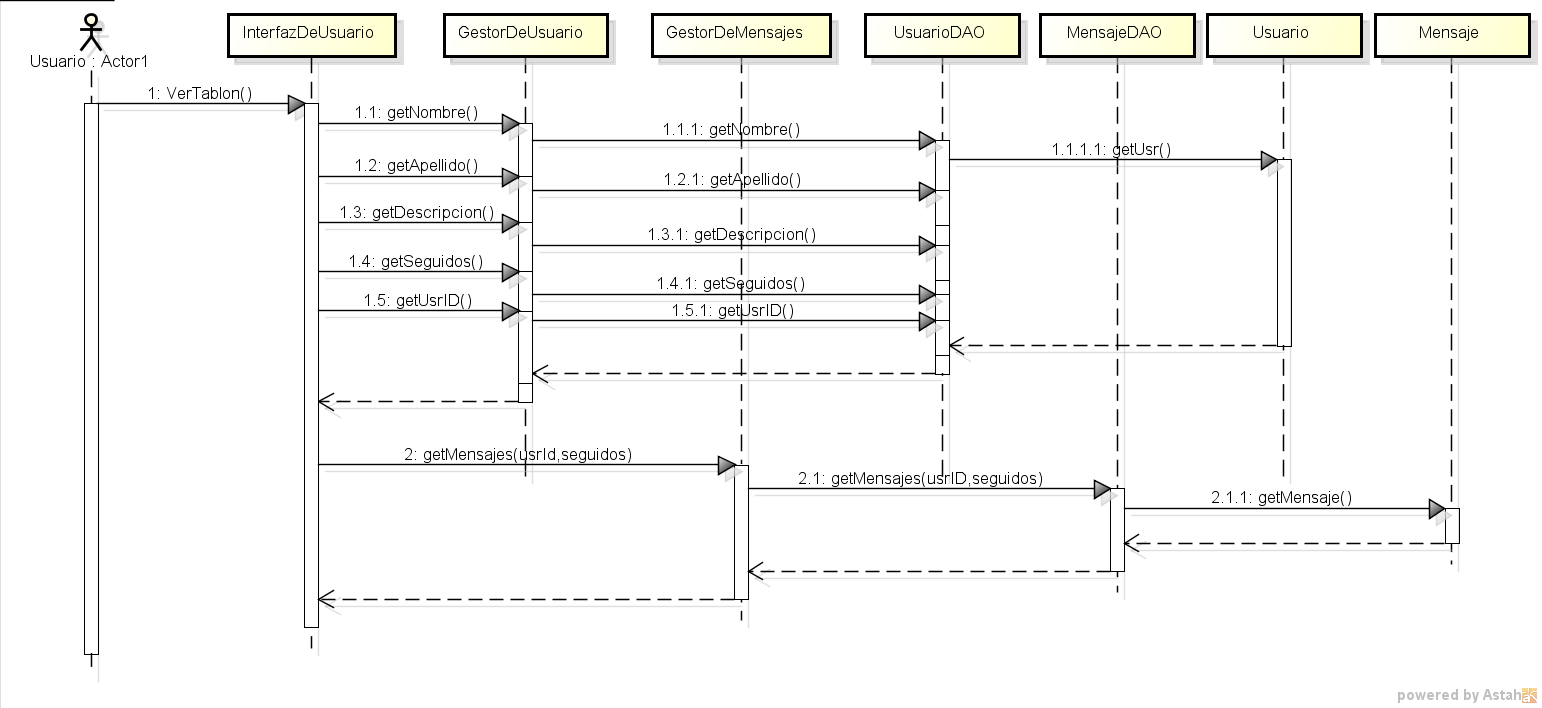 InterfazDeUsuario
GestorDeUsuario
GestorDeMensajes
UsuarioDAO
MensajeDAO
Usuario
Mensaje
Usuario : Actor1
1: VerTablon()
1.1: getNombre()
1.1.1: getNombre()
1.1.1.1: getUsr()
1.2: getApellido()
1.2.1: getApellido()
1.3: getDescripcion()
1.3.1: getDescripcion()
1.4: getSeguidos()
1.4.1: getSeguidos()
1.5: getUsrID()
1.5.1: getUsrID()
2: getMensajes(usrId,seguidos)
2.1: getMensajes(usrID,seguidos)
2.1.1: getMensaje()
powered by Astah